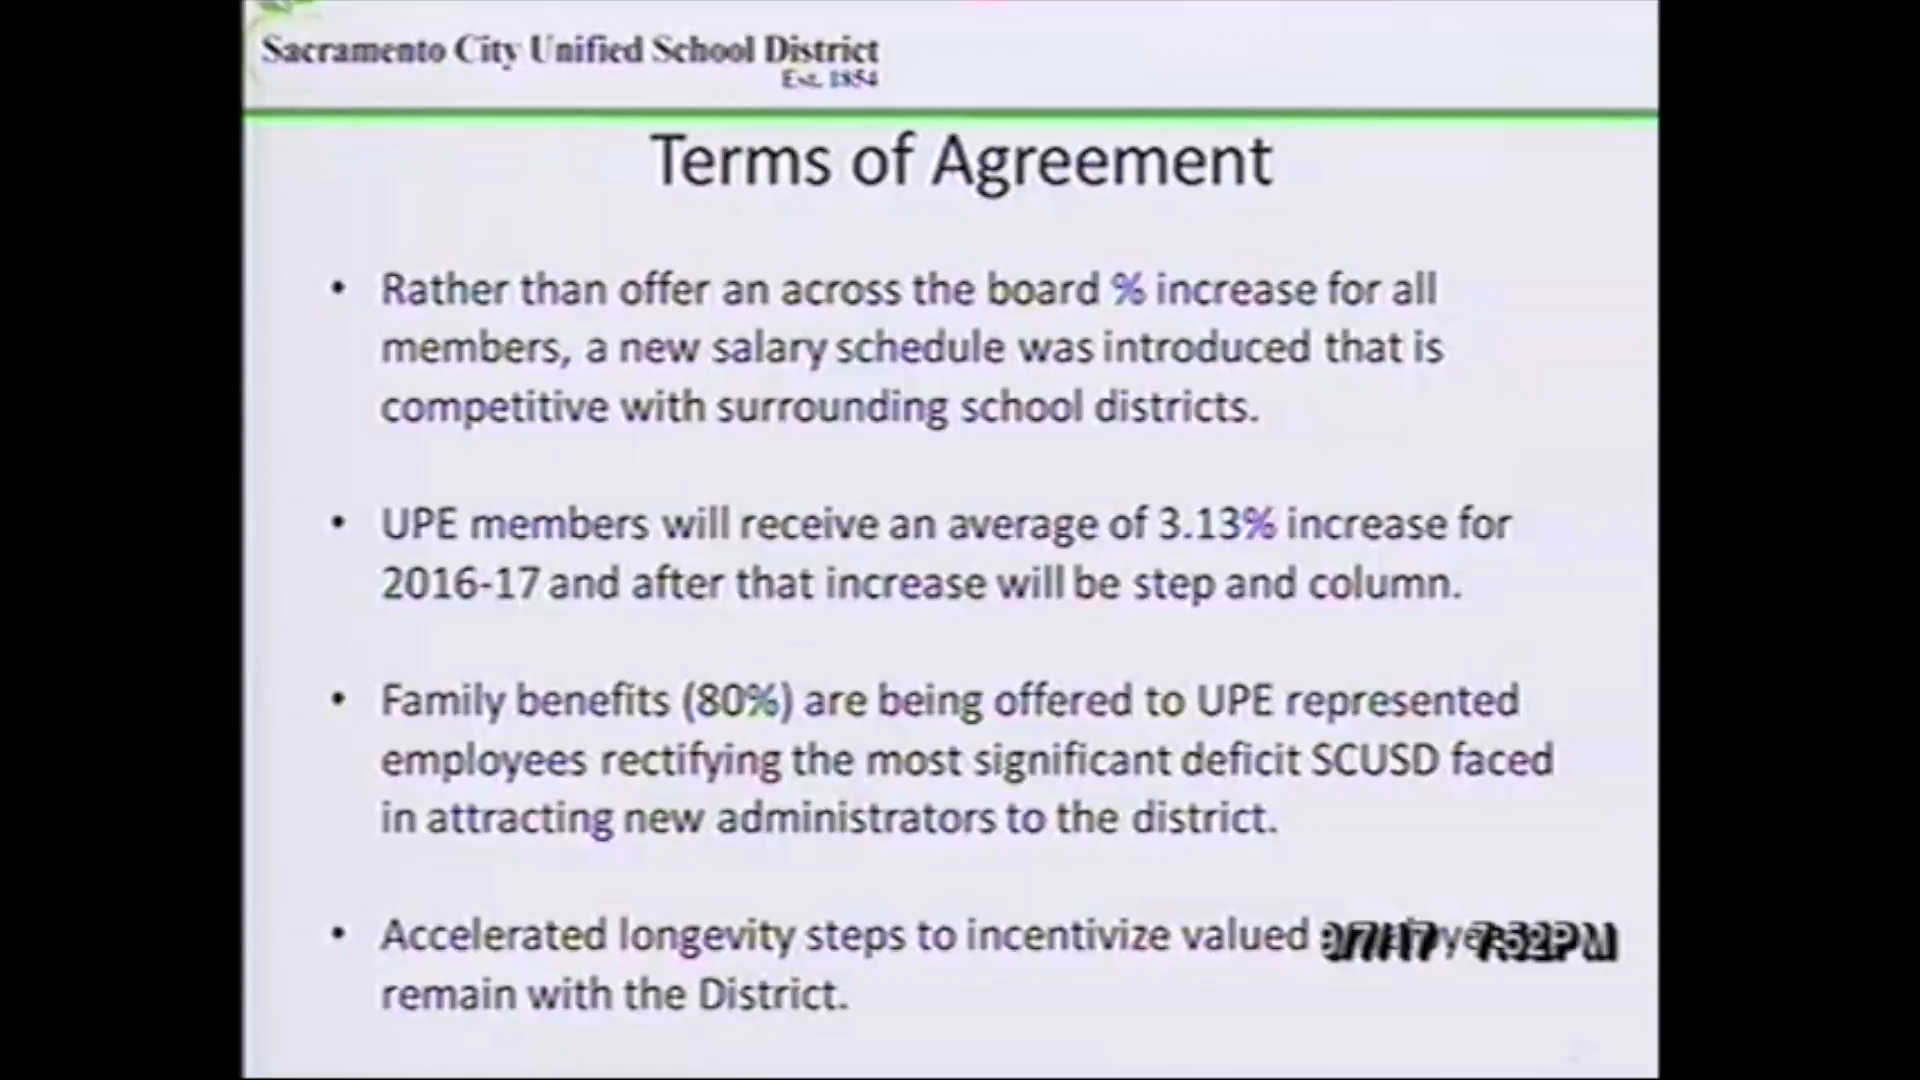 Sacramento City Unified School District
Est. 1854
Terms of Agreement
• Rather than offer an across the board % increase for all
members, a new salary schedule was introduced that is
competitive with surrounding school districts.
• UPE members will receive an average of 3.13% increase for
2016-17 and after that increase will be step and column.
• Family benefits (80%) are being offered to UPE represented
employees rectifying the most significant deficit SCUSD faced
in attracting new administrators to the district.
• Accelerated longevity steps to incentivize valued
7:52PM
remain with the District.